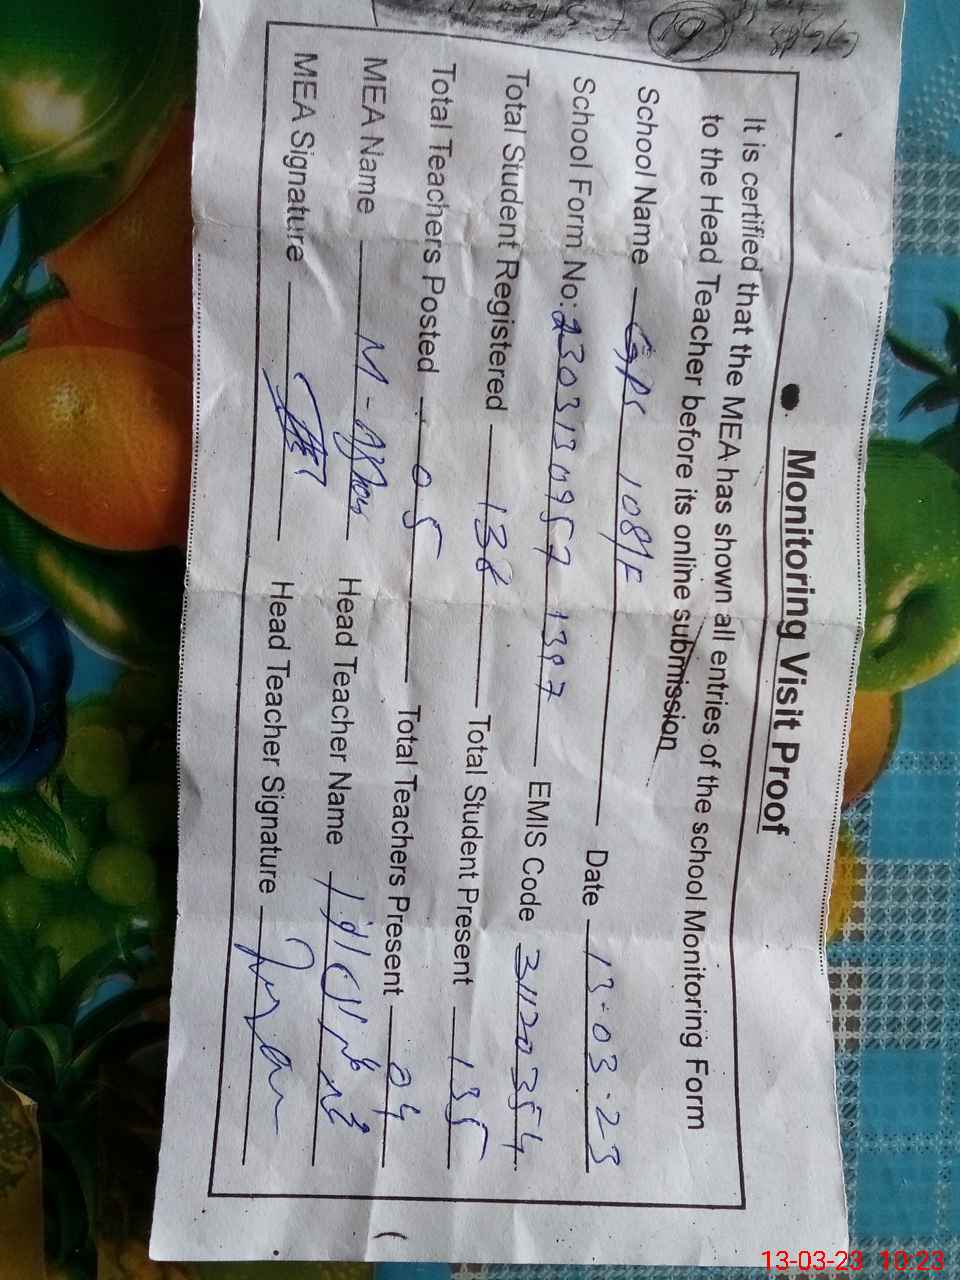 Monitoring Visit Proof
It is certified that the MEA has shown all entries of the school Monitoring Form
to the Head Teacher before its online submission
School Name GPS 108/F Date 13-03-23
School Form No: 23031309571397 EMIS Code 31120354
Total Student Registered 138 Total Student Present 135
Total Teachers Posted 05 Total Teachers Present 04
MEA Name M- Head Teacher Name
MEA Signature Head Teacher Signature
13-03-23 10:23